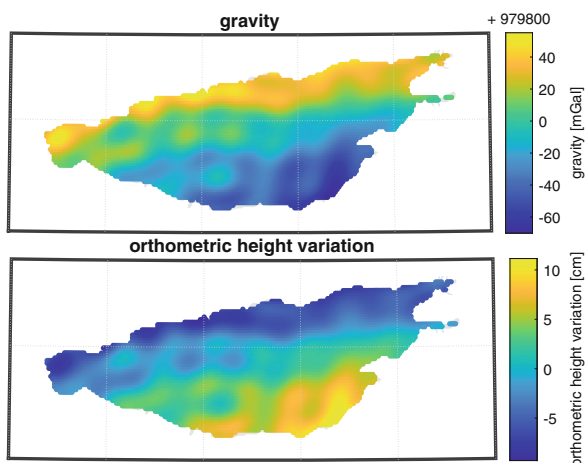 gravity
+ 979800
40
20
0
-20
-40
-60
gravity [mGal]
orthometric height variation
10
5
0
-5
orthometric height variation [cm]